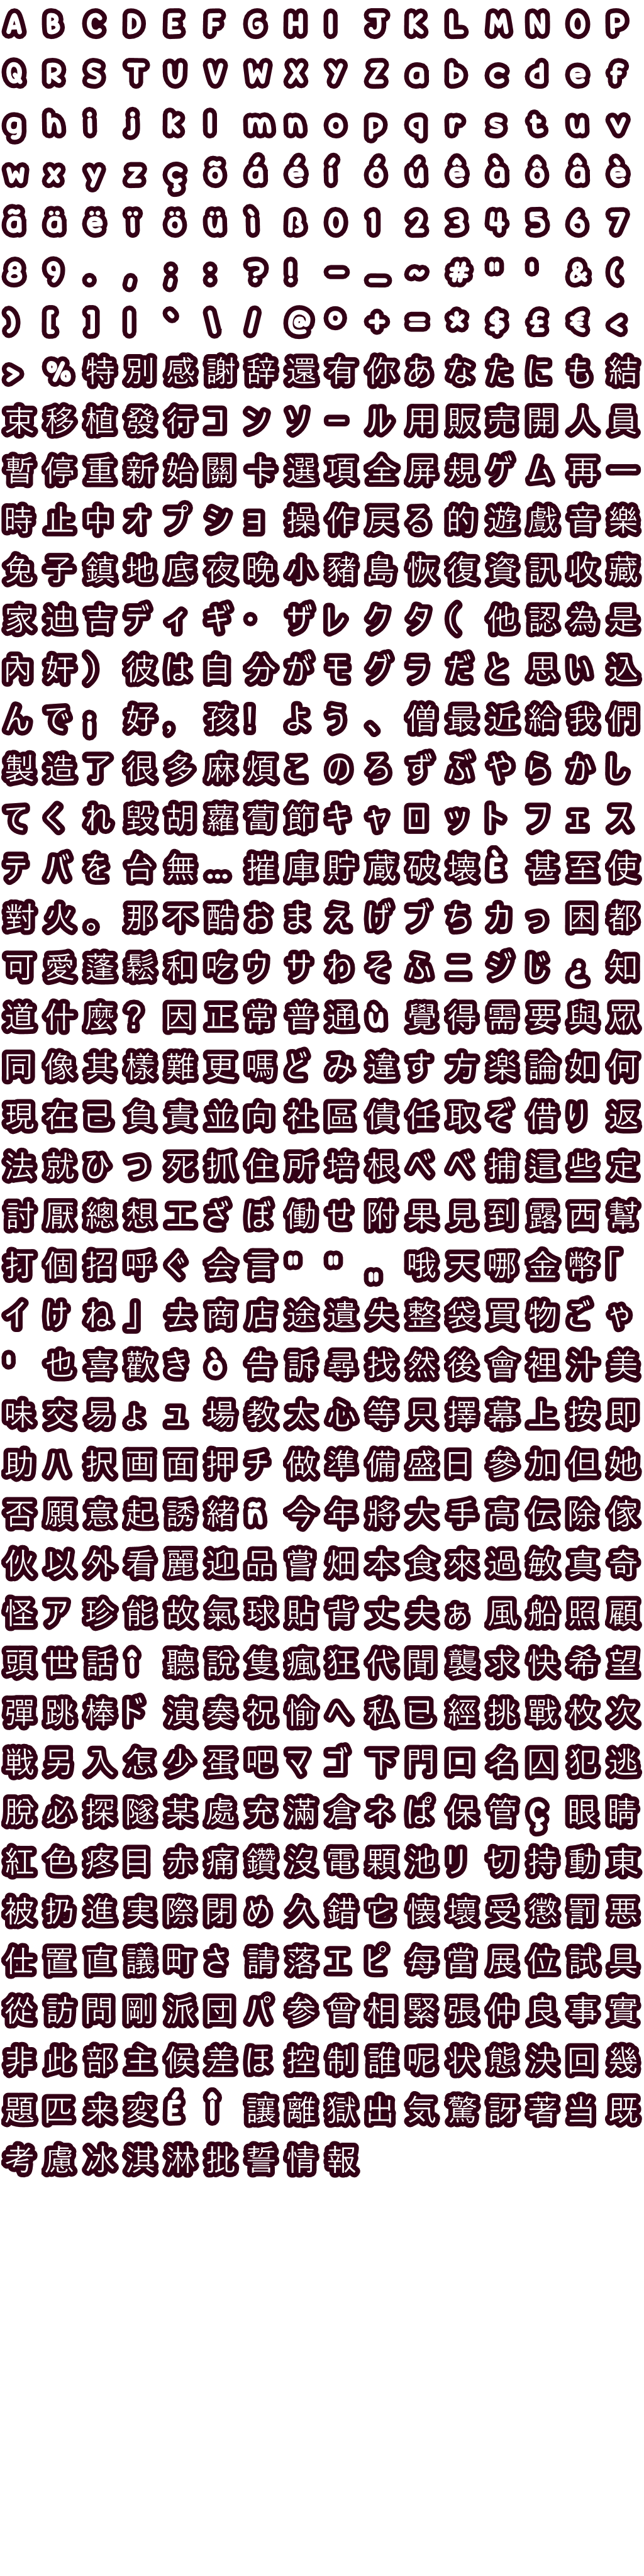 A B C D E F G H I J K L M N O P
Q R S T U V W X Y Z a b c d e f
g h i j k l m n o p q r s t u v
w x y z ç õ á é í ó ú ê à ô â è
ã ä ë ï ö ü ì ß 0 1 2 3 4 5 6 7
8 9 . , ; : ? ! - _ ~ # " ' & (
) [ ] | ` \ / @ º + = * $ £ € <
> % 特 別 感 謝 辞 還 有 你 あ な た に も 結
束 移 植 發 行 コ ン ソ ー ル 用 販 売 開 人 員
暫 停 重 新 始 關 卡 選 項 全 屏 規 ゲ ム 再 一
時 止 中 オ プ シ ョ 操 作 戻 る 的 遊 戲 音 樂
兔 子 鎮 地 底 夜 晚 小 豬 島 恢 復 資 訊 收 藏
家 迪 吉 デ ィ ギ ・ ザ レ ク タ ( 他 認 為 是
內 奸 ) 彼 は 自 分 が モ グ ラ だ と 思 い 込
ん で ¡ 好 , 孩 ! よ う 、 僧 最 近 給 我 們
製 造 了 很 多 麻 煩 こ の ろ ず ぶ や ら か し
て く れ 毀 胡 蘿 蔔 節 キ ャ ロ ッ ト フ ェ ス
テ バ を 台 無 … 摧 庫 貯 蔵 破 壊 È 甚 至 使
對 火 。 那 不 酷 お ま え げ ブ ち カ っ 困 都
可 愛 蓬 鬆 和 吃 ウ サ わ そ ふ ニ ジ じ ¿ 知
道 什 麼 ? 因 正 常 普 通 ù 覺 得 需 要 與 眾
同 像 其 樣 難 更 嗎 ど み 違 す 方 楽 論 如 何
現 在 己 負 責 並 向 社 區 債 任 取 ぞ 借 り 返
法 就 ひ つ 死 抓 住 所 培 根 ベ べ 捕 這 些 定
討 厭 總 想 工 ざ ぼ 働 せ 附 果 見 到 露 西 幫
打 個 招 呼 ぐ 会 言 “ ” „ 哦 天 哪 金 幣 「
イ け ね 」 去 商 店 途 遺 失 整 袋 買 物 ご ゃ
' 也 喜 歡 き ò 告 訴 尋 找 然 後 會 裡 汁 美
味 交 易 ょ ュ 場 教 太 心 等 只 擇 幕 上 按 即
助 ハ 択 画 面 押 チ 做 準 備 盛 日 參 加 但 她
否 願 意 起 誘 緒 ñ 今 年 將 大 手 高 伝 除 傢
伙 以 外 看 麗 迎 品 嘗 畑 本 食 來 過 敏 真 奇
怪 ア 珍 能 故 氣 球 貼 背 丈 夫 ぁ 風 船 照 顧
頭 世 話 î 聽 說 隻 瘋 狂 代 聞 襲 求 快 希 望
彈 跳 棒 ド 演 奏 祝 愉 へ 私 已 經 挑 戰 枚 次
戦 另 入 怎 少 蛋 吧 マ ゴ 下 門 口 名 囚 犯 逃
脫 必 探 隧 某 處 充 滿 倉 ネ ぱ 保 管 Ç 眼 睛
紅 色 疼 目 赤 痛 鑽 沒 電 顆 池 リ 切 持 動 東
被 扔 進 実 際 閉 め 久 錯 它 懐 壞 受 懲 罰 悪
仕 置 直 議 町 さ 請 落 エ ピ 每 當 展 位 試 具
從 訪 問 剛 派 団 パ 参 曾 相 緊 張 仲 良 事 實
非 此 部 主 候 差 ほ 控 制 誰 呢 状 態 決 回 幾
題 匹 来 変 É Î 讓 離 獄 出 気 驚 訝 著 当 既
考 慮 冰 淇 淋 批 誓 情 報